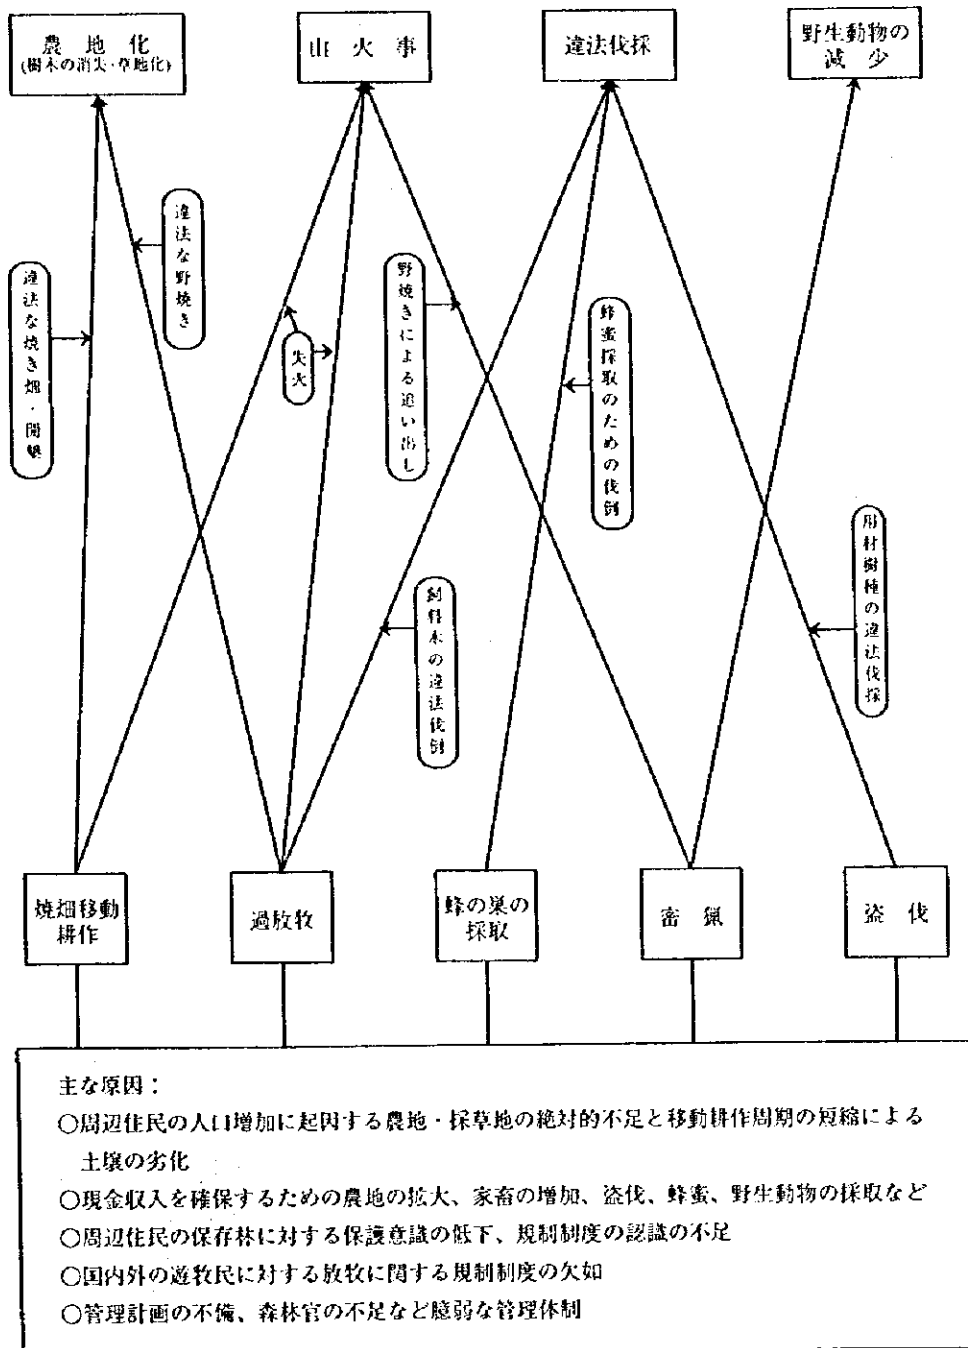 農地化
(樹木の消失・草地化)
山火事
違法伐採
野生動物の
減少
違法な野焼き
違法な焼き畑・開墾
失火
野焼きによる追い出し
蜂蜜採取のための伐倒
用材樹種の違法伐採
飼料木の違法伐倒
焼畑移動
耕作
過放牧
蜂の巣の
採取
密猟
盗伐
主な原因：
○周辺住民の人口増加に起因する農地・採草地の絶対的不足と移動耕作周期の短縮による
土壌の劣化
○現金収入を確保するための農地の拡大、家畜の増加、盗伐、蜂蜜、野生動物の採取など
○周辺住民の保存林に対する保護意識の低下、規制制度の認識の不足
○国内外の遊牧民に対する放牧に関する規制制度の欠如
○管理計画の不備、森林官の不足など脆弱な管理体制